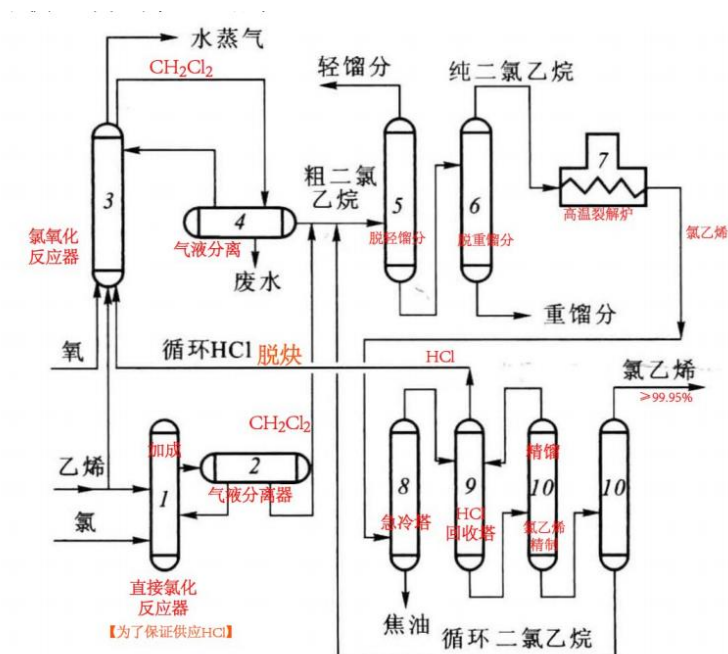 水蒸气
CH₂Cl₂
轻馏分
纯二氯乙烷
3
氯氧化
反应器
4
气液分离
废水
粗二氯
乙烷
5
脱轻馏分
6
脱重馏分
7
高温裂解炉
氯乙烯
重馏分
氧
循环HCl 脱炔
HCl
氯乙烯
≥99.95%
乙烯
氯
加成
1
直接氯化
反应器
【为了保证供应HCl】
CH₂Cl₂
2
气液分离器
8
急冷塔
焦油
9
HCl
回收塔
精馏
10
氯乙烯
精制
10
循环二氯乙烷